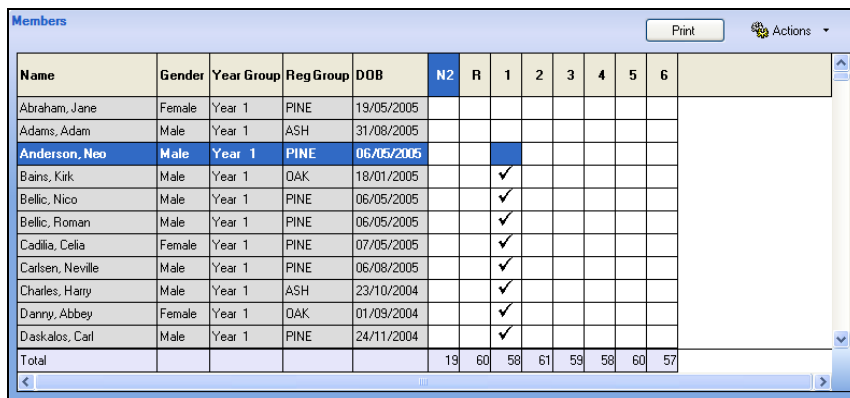 Members
Print Actions
Name Gender Year Group Reg Group DOB N2 R 1 2 3 4 5 6
Abraham, Jane Female Year 1 PINE 19/05/2005
Adams, Adam Male Year 1 ASH 31/08/2005
Anderson, Neo Male Year 1 PINE 06/05/2005
Bains, Kirk Male Year 1 OAK 18/01/2005 ✓
Bellic, Nico Male Year 1 PINE 06/05/2005 ✓
Bellic, Roman Male Year 1 PINE 06/05/2005 ✓
Cadilia, Celia Female Year 1 PINE 07/05/2005 ✓
Carlsen, Neville Male Year 1 PINE 06/08/2005 ✓
Charles, Harry Male Year 1 ASH 23/10/2004 ✓
Danny, Abbey Female Year 1 OAK 01/09/2004 ✓
Daskalos, Carl Male Year 1 PINE 24/11/2004 ✓
Total 19 60 58 61 59 58 60 57